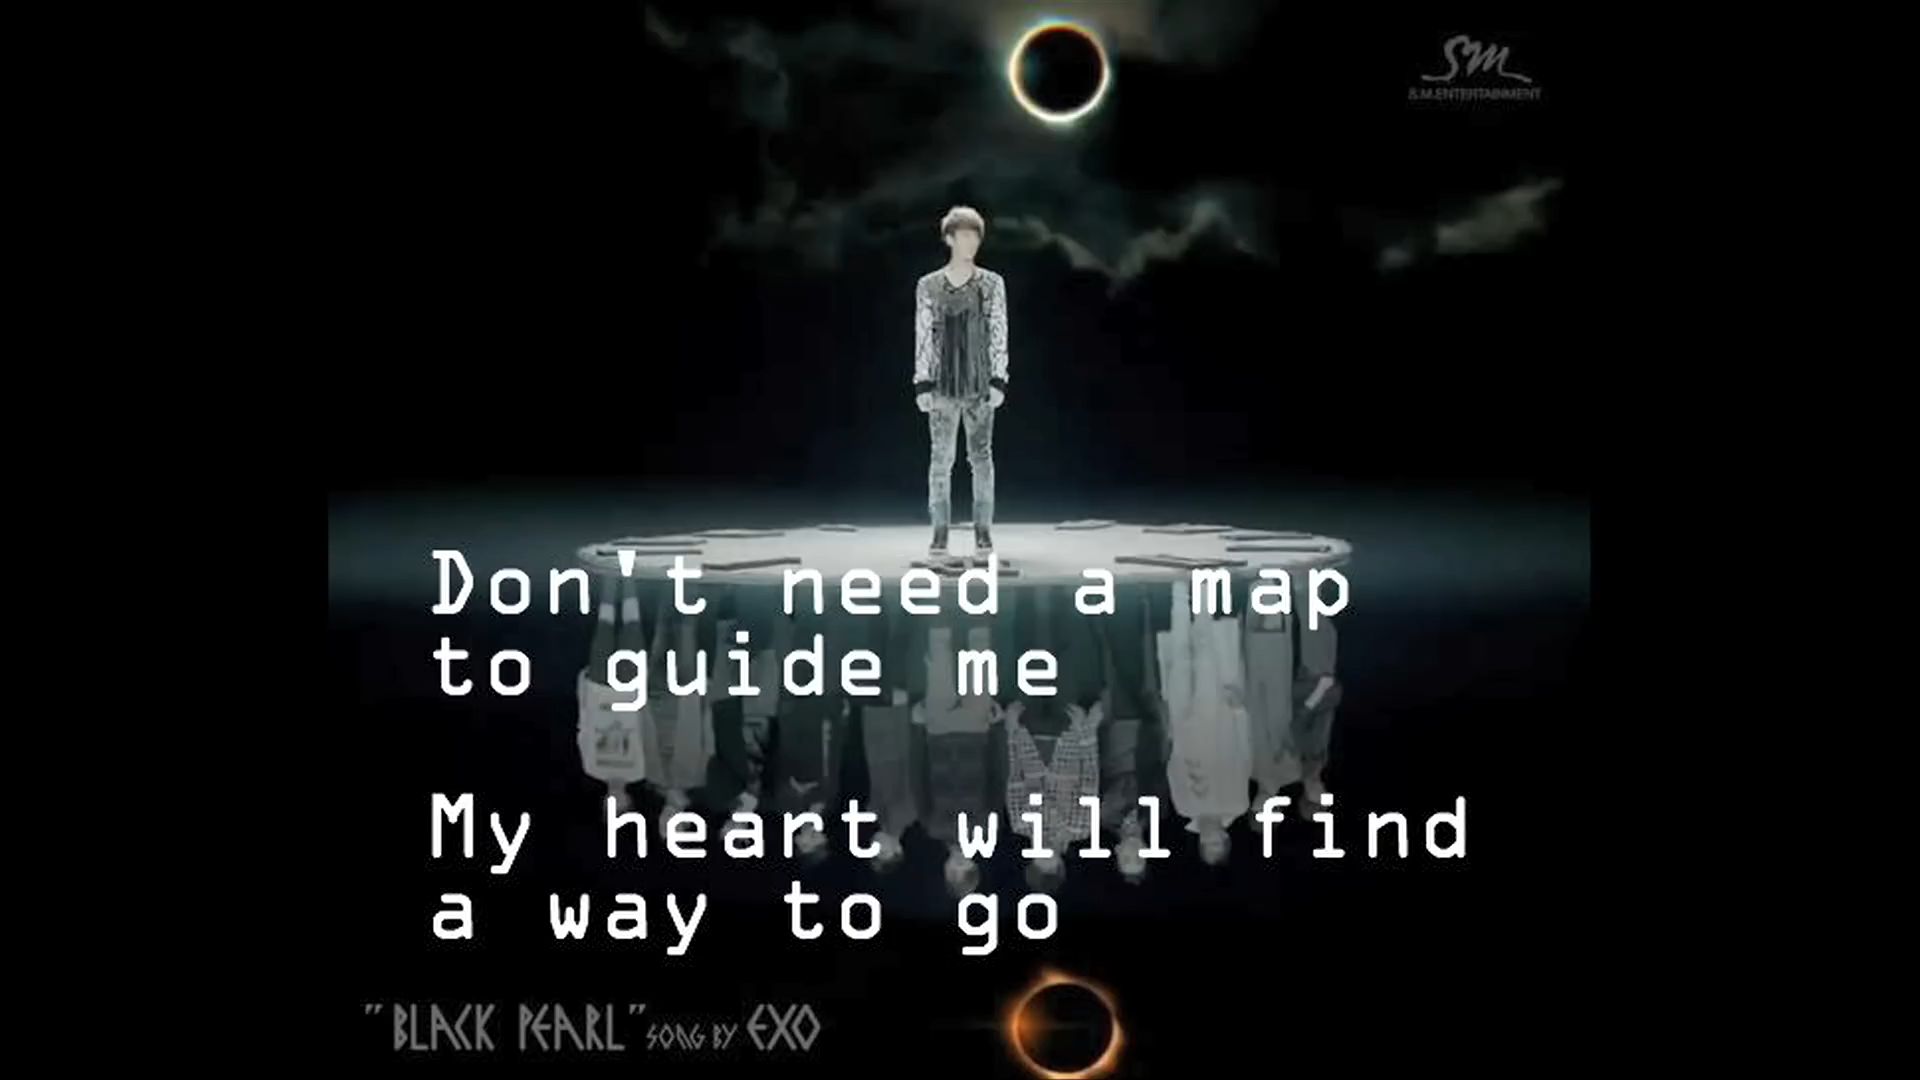 SM
S.M.ENTERTAINMENT
Don't need a map
to guide me
My heart will find
a way to go
"BLACK PEARL" SONG BY EXO